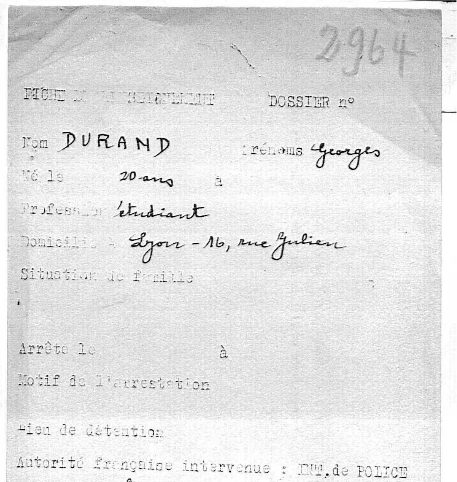 2964
FICHE DE RENSEIGNEMENT DOSSIER nº
Nom DURAND Prénoms Georges
Né le 20 ans à
Profession étudiant
Domicile - Lyon - 16, rue Julien
Situation de famille
Arrêté le à
Motif de l'arrestation
Lieu de détention
Autorité française intervenue : INT. de POLICE